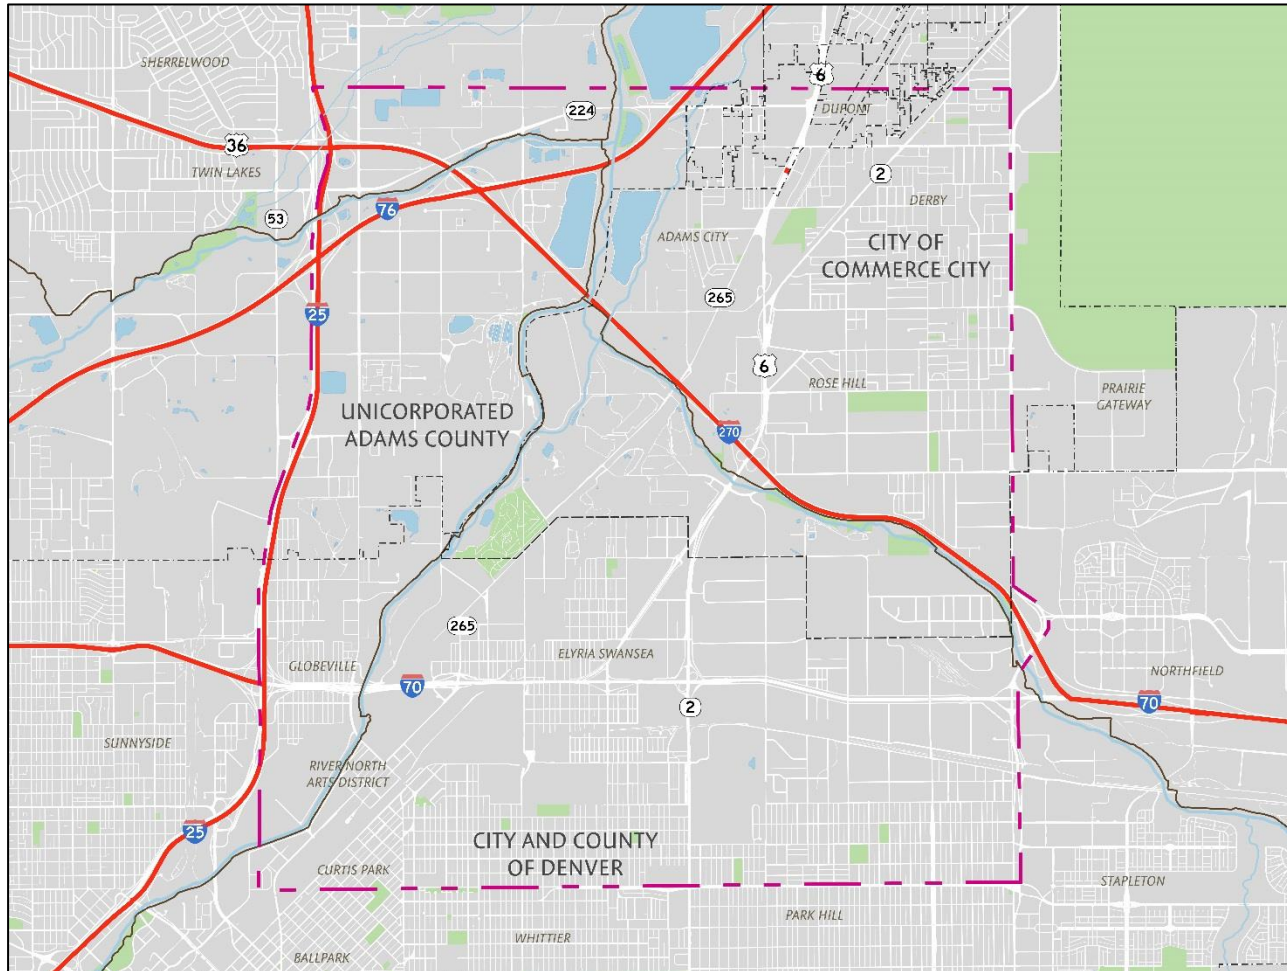 SHERRELWOOD
6
224
DUPONT
36
TWIN LAKES
2
76
DERBY
53
ADAMS CITY
CITY OF
COMMERCE CITY
265
25
6
ROSE HILL
PRAIRIE
GATEWAY
UNICORPORATED
ADAMS COUNTY
270
265
GLOBEVILLE
ELYRIA SWANSEA
NORTHFIELD
70
2
70
SUNNYSIDE
RIVER NORTH
ARTS DISTRICT
25
CITY AND COUNTY
OF DENVER
CURTIS PARK
STAPLETON
PARK HILL
WHITTIER
BALLPARK